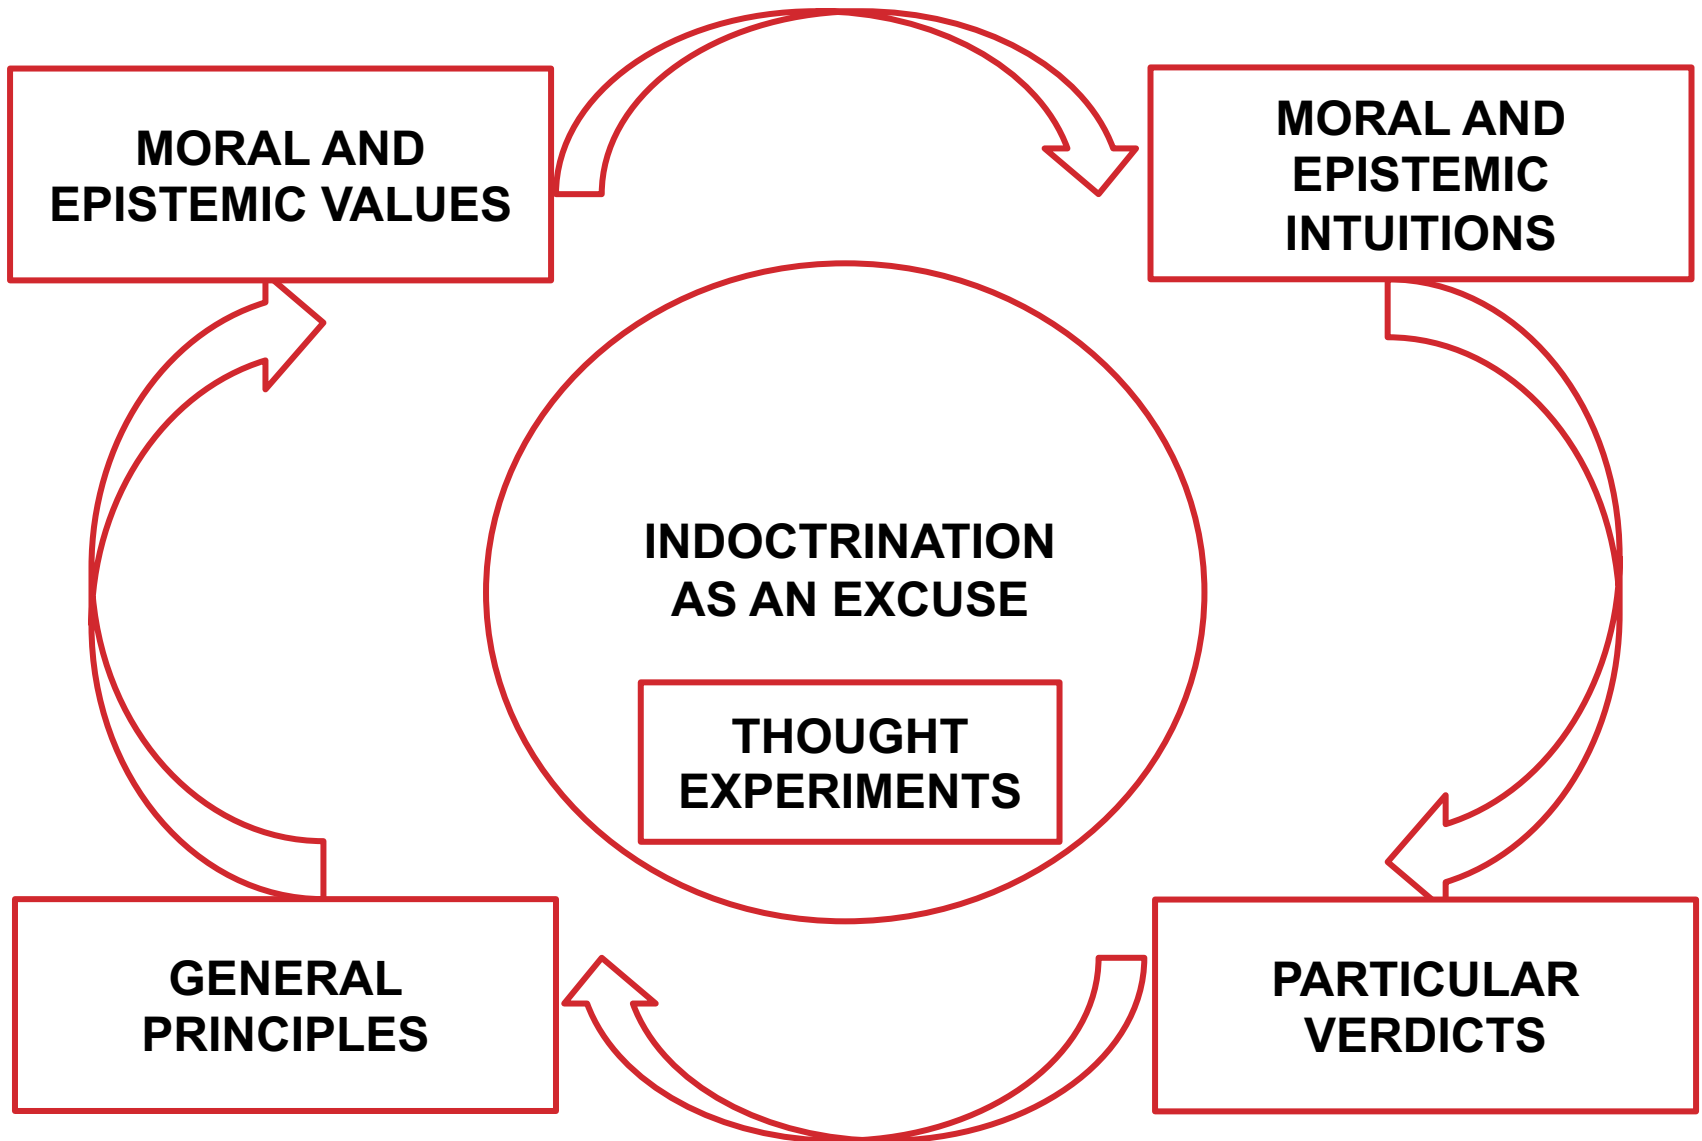 MORAL AND
EPISTEMIC VALUES
MORAL AND
EPISTEMIC
INTUITIONS
INDOCTRINATION
AS AN EXCUSE
THOUGHT
EXPERIMENTS
GENERAL
PRINCIPLES
PARTICULAR
VERDICTS